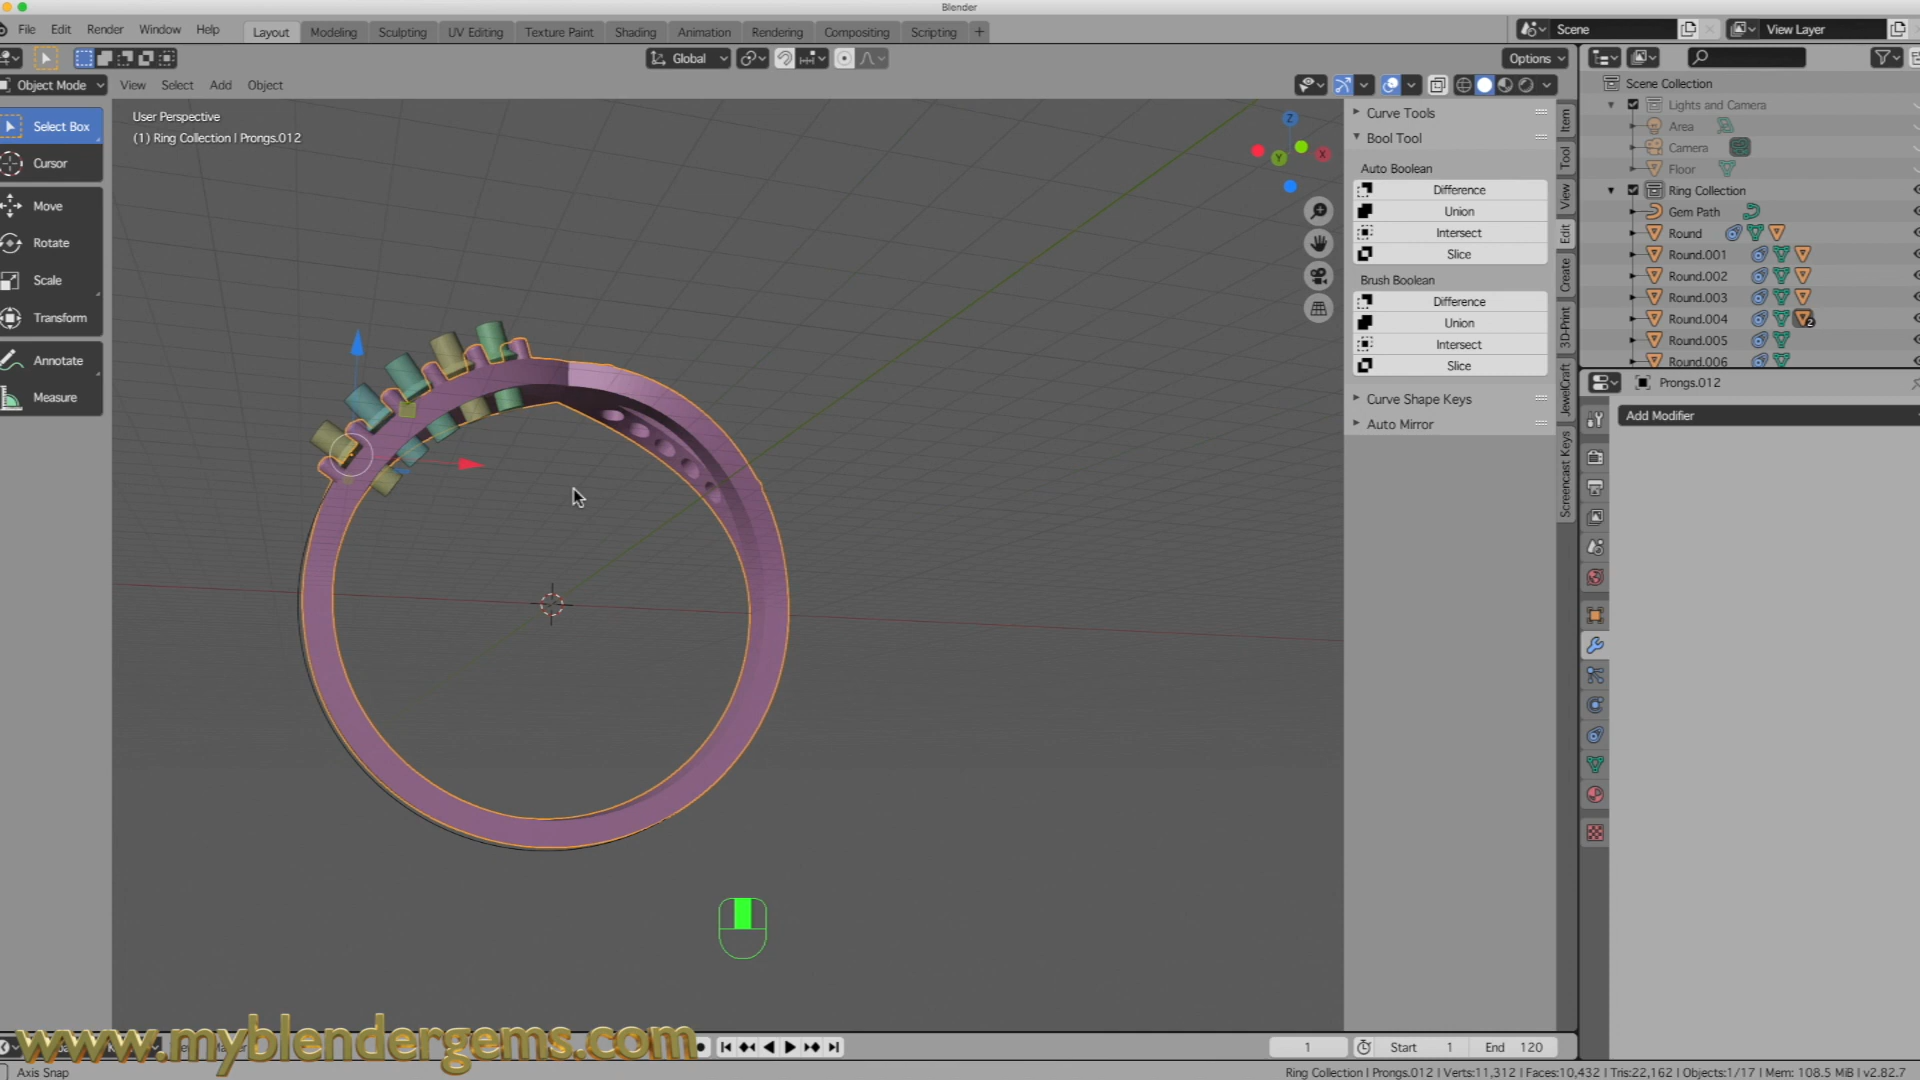 Blender
File Edit Render Window Help Layout Modeling Sculpting UV Editing Texture Paint Shading Animation Rendering Compositing Scripting +
Scene View Layer
Global
Options
Object Mode View Select Add Object
User Perspective
(1) Ring Collection | Prongs.012
Select Box
Cursor
Move
Rotate
Scale
Transform
Annotate
Measure
Z
X
Y
Curve Tools
Bool Tool
Auto Boolean
Difference
Union
Intersect
Slice
Brush Boolean
Difference
Union
Intersect
Slice
Curve Shape Keys
Auto Mirror
Item
Tool
View
Edit
Create
3D-Print
JewelCraft
Screencast Keys
Scene Collection
Lights and Camera
Area
Camera
Floor
Ring Collection
Gem Path
Round
Round.001
Round.002
Round.003
Round.004
2
Round.005
Round.006
Prongs.012
Add Modifier
www.myblendergems.com
1 Start 1 End 120
Axis Snap
Ring Collection | Prongs.012 | Verts:11,312 | Faces:10,432 | Tris:22,162 | Objects:1/17 | Mem: 108.5 MiB | v2.82.7